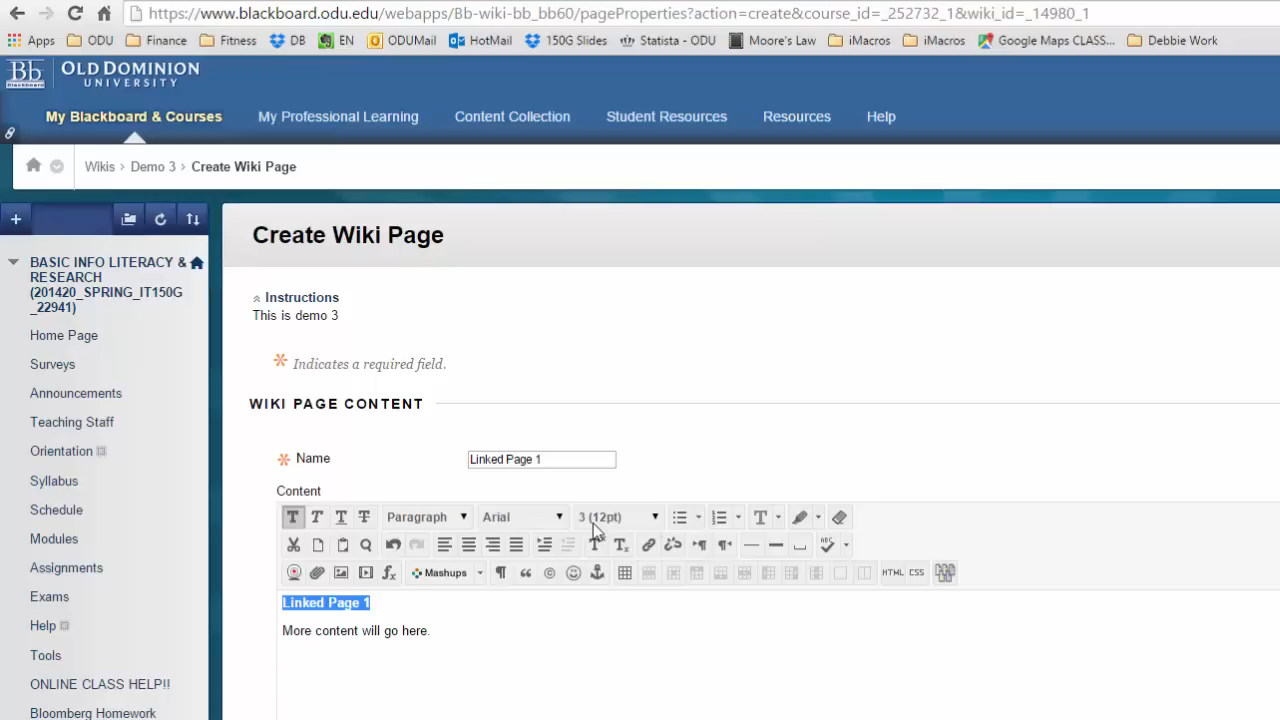 https://www.blackboard.odu.edu/webapps/Bb-wiki-bb_bb60/pageProperties?action=create&course_id=_252732_1&wiki_id=_14980_1
Apps ODU Finance Fitness DB EN ODUMail HotMail 150G Slides Statista - ODU Moore's Law iMacros iMacros Google Maps CLASS... Debbie Work
Bb OLD DOMINION
Blackboard UNIVERSITY
My Blackboard & Courses My Professional Learning Content Collection Student Resources Resources Help
Wikis > Demo 3 > Create Wiki Page
Create Wiki Page
BASIC INFO LITERACY &
RESEARCH
(201420_SPRING_IT150G
_22941)
Home Page
Surveys
Announcements
Teaching Staff
Orientation
Syllabus
Schedule
Modules
Assignments
Exams
Help
Tools
ONLINE CLASS HELP!!
Bloomberg Homework
Instructions
This is demo 3
Indicates a required field.
WIKI PAGE CONTENT
Name Linked Page 1
Content
T T T T Paragraph Arial 3 (12pt) T
Mashups HTML CSS
Linked Page 1
More content will go here.